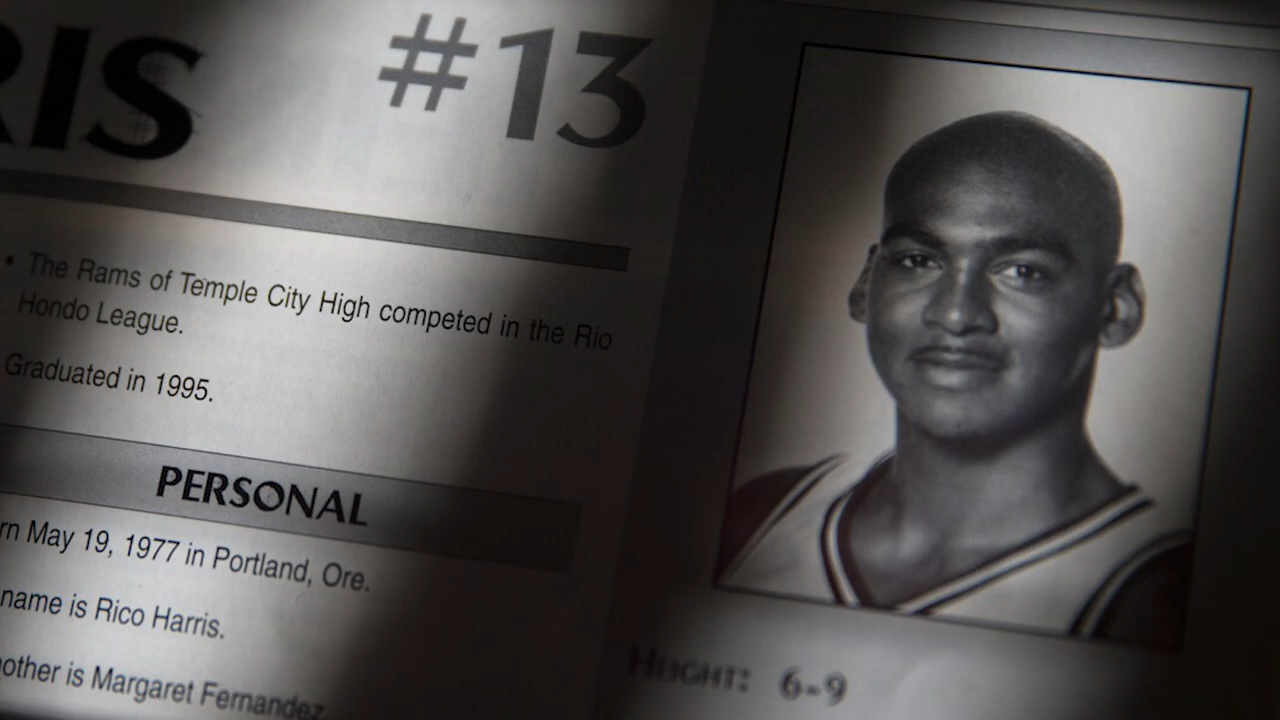 RIS #13
• The Rams of Temple City High competed in the Rio
Hondo League.
Graduated in 1995.
PERSONAL
rn May 19, 1977 in Portland, Ore.
name is Rico Harris.
other is Margaret Fernandez
HEIGHT: 6-9